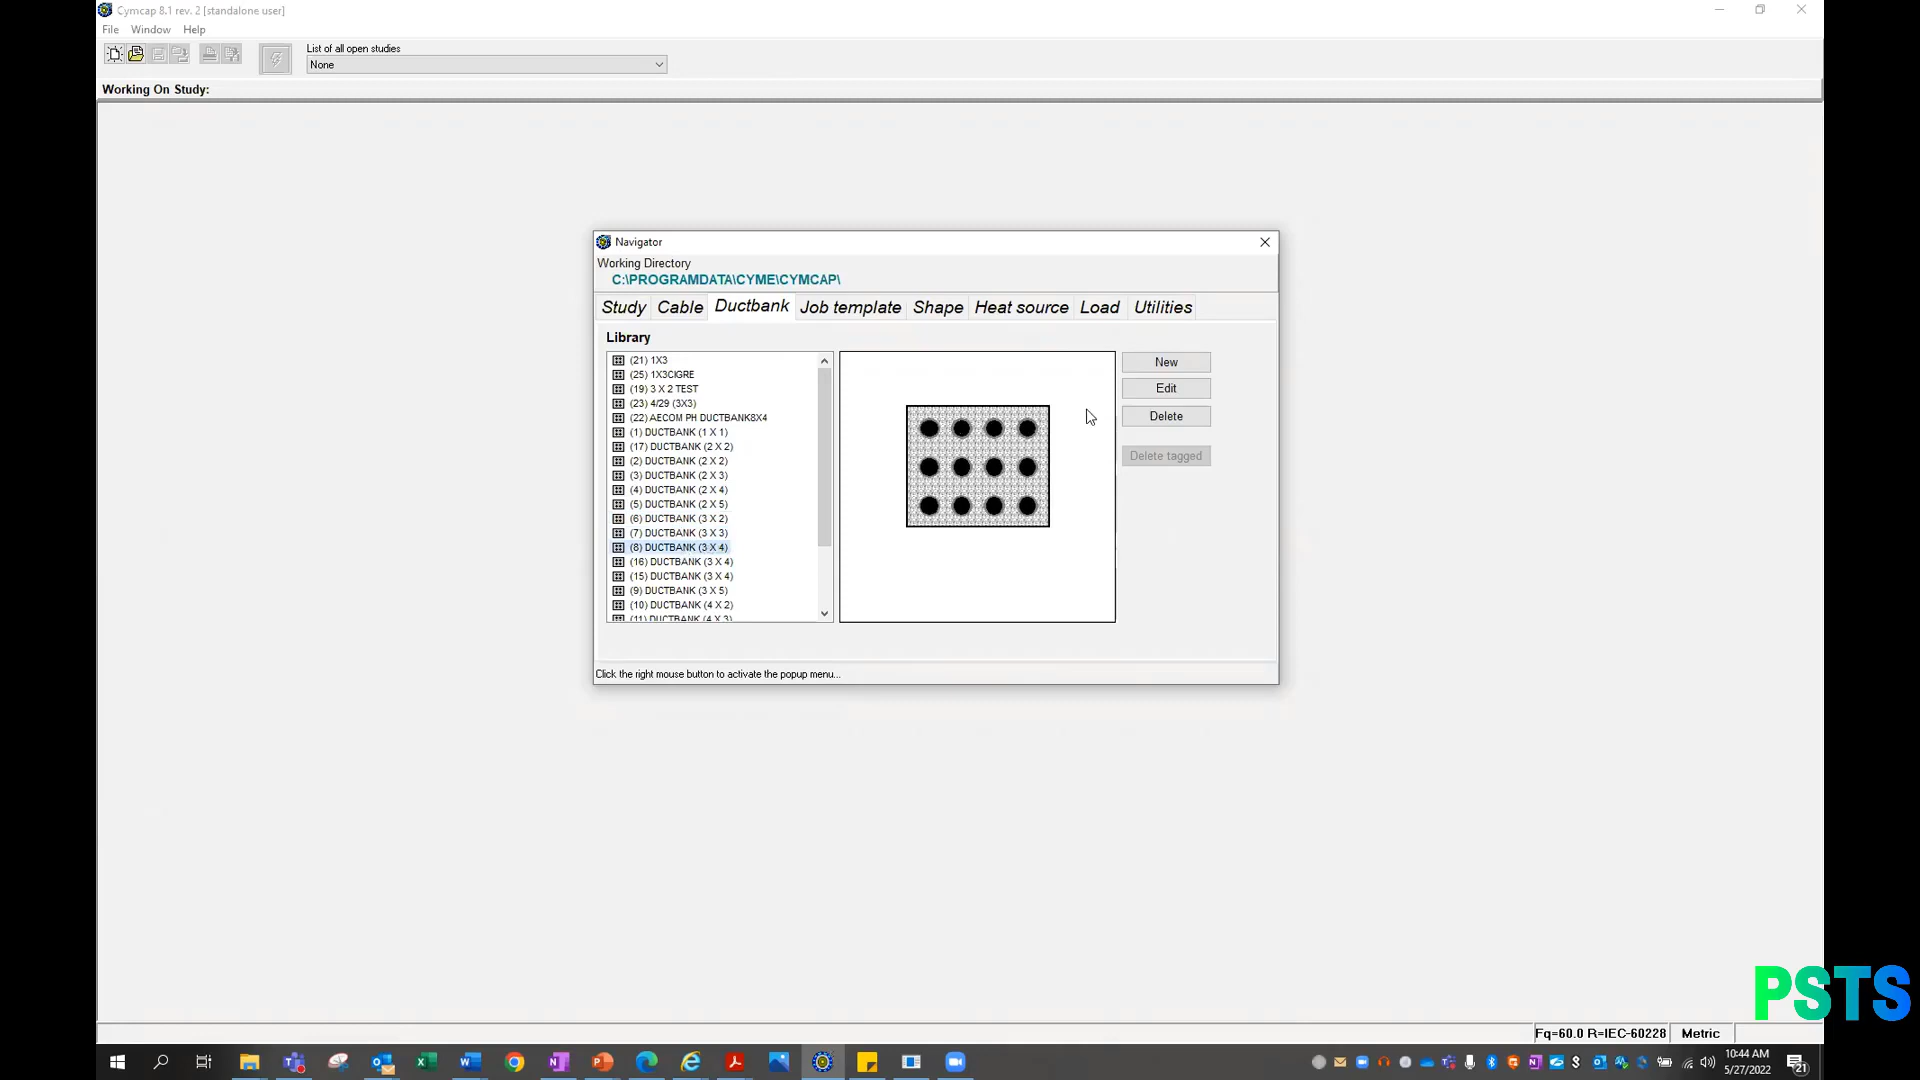 Cymcap 8.1 rev. 2 [standalone user]
File Window Help
List of all open studies
None
Working On Study:
Navigator
Working Directory
C:\PROGRAMDATA\CYME\CYMCAP\
Study Cable Ductbank Job template Shape Heat source Load Utilities
Library
(21) 1X3
(25) 1X3CIGRE
(19) 3 X 2 TEST
(23) 4/29 (3X3)
(22) AECOM PH DUCTBANK8X4
(1) DUCTBANK (1 X 1)
(17) DUCTBANK (2 X 2)
(2) DUCTBANK (2 X 2)
(3) DUCTBANK (2 X 3)
(4) DUCTBANK (2 X 4)
(5) DUCTBANK (2 X 5)
(6) DUCTBANK (3 X 2)
(7) DUCTBANK (3 X 3)
(8) DUCTBANK (3 X 4)
(16) DUCTBANK (3 X 4)
(15) DUCTBANK (3 X 4)
(9) DUCTBANK (3 X 5)
(10) DUCTBANK (4 X 2)
(11) DUCTBANK (4 X 3)
New
Edit
Delete
Delete tagged
Click the right mouse button to activate the popup menu...
PSTS
Fq=60.0 R=IEC-60228 Metric
10:44 AM
5/27/2022
21